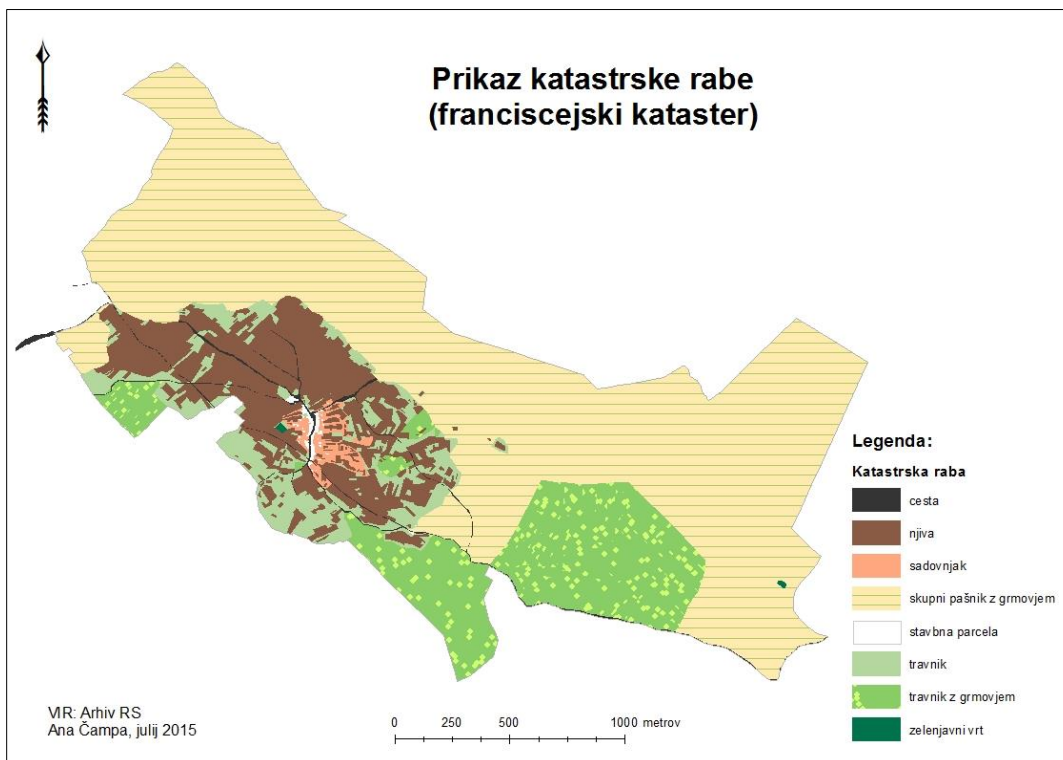 Prikaz katastrske rabe
(franciscejski kataster)
Legenda:
Katastrska raba
cesta
njiva
sadovnjak
skupni pašnik z grmovjem
stavbna parcela
travnik
travnik z grmovjem
zelenjavni vrt
VIR: Arhiv RS
Ana Čampa, julij 2015
0 250 500 1000 metrov